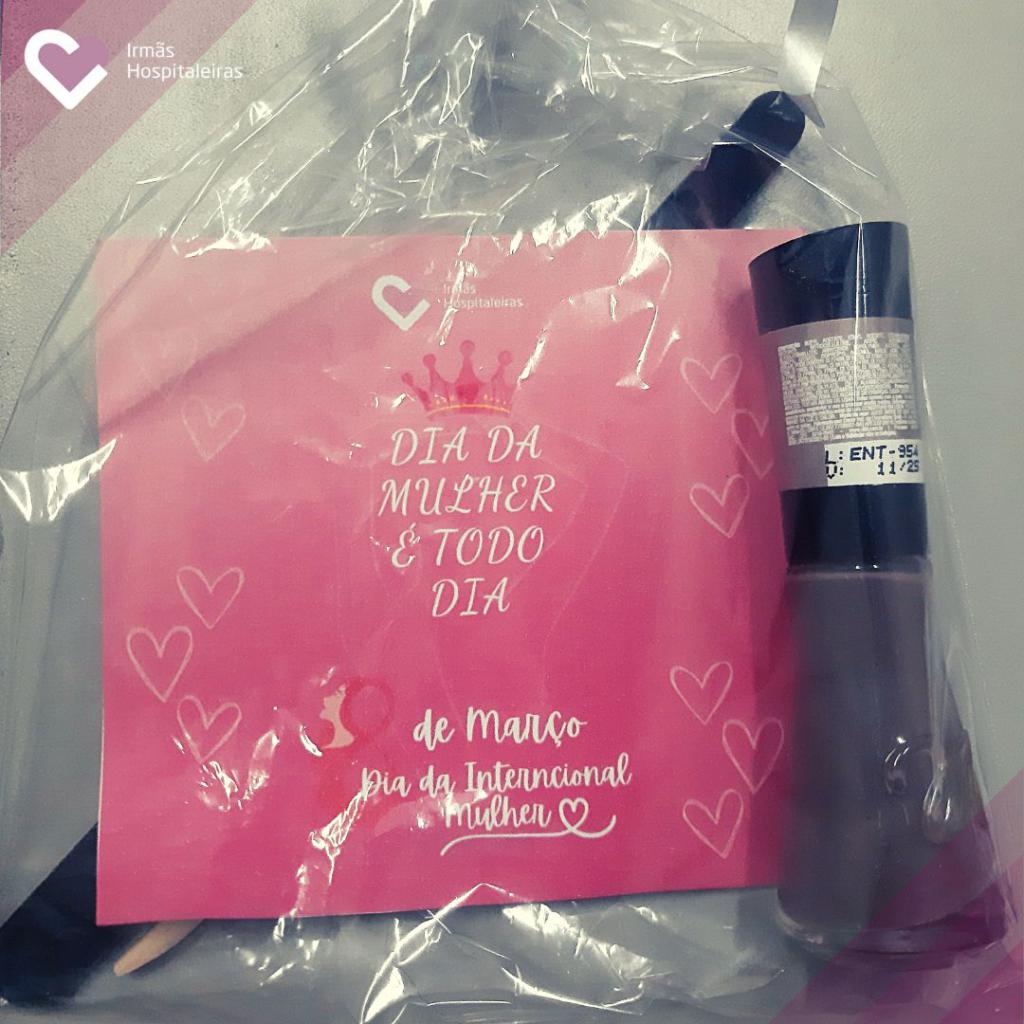 Irmãs
Hospitaleiras
Irmãs
Hospitaleiras
DIA DA
MULHER
É TODO
DIA
8
de Março
Dia da Interncional
Mulher
L: ENT-954
V: 11/25